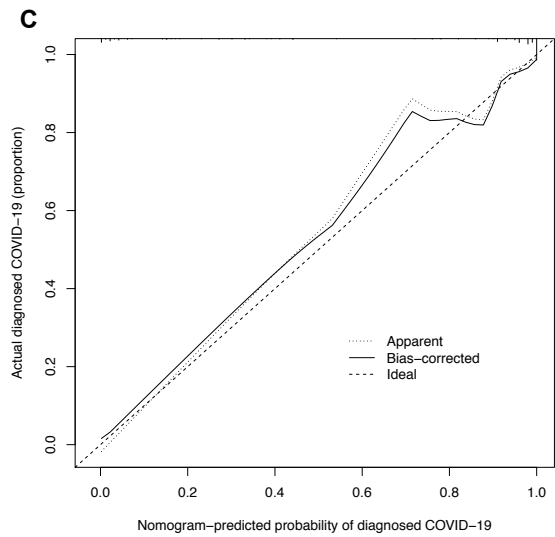 C
Actual diagnosed COVID−19 (proportion)
1.0
0.8
0.6
0.4
0.2
0.0
Apparent
Bias−corrected
Ideal
0.0 0.2 0.4 0.6 0.8 1.0
Nomogram−predicted probability of diagnosed COVID−19